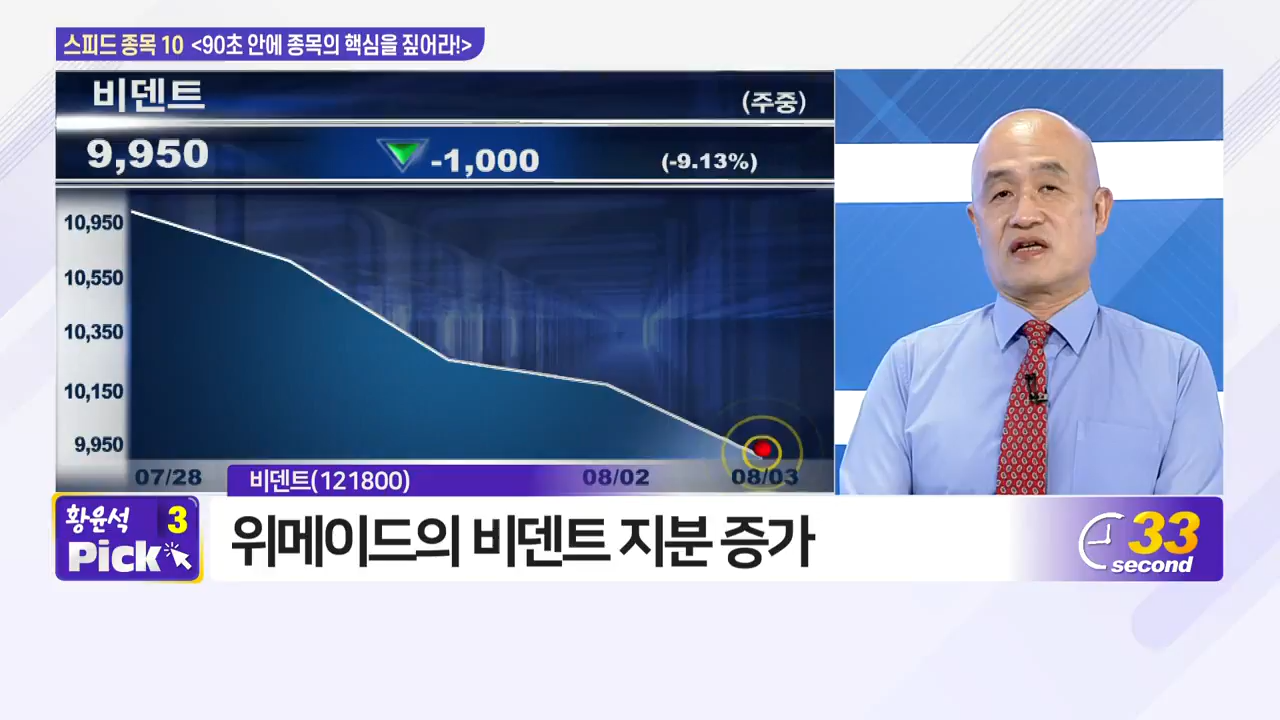 스피드 종목 10 <90초 안에 종목의 핵심을 짚어라!>
비덴트
(주중)
9,950
-1,000
(-9.13%)
10,950
10,550
10,350
10,150
9,950
07/28
08/02
08/03
비덴트(121800)
황윤석 3
Pick
위메이드의 비덴트 지분 증가
33
second